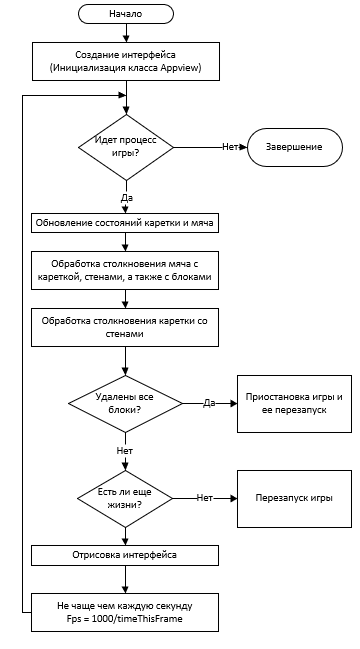 Начало
Создание интерфейса
(Инициализация класса Appview)
Идет процесс
игры?
Нет
Завершение
Да
Обновление состояний каретки и мяча
Обработка столкновения мяча с
кареткой, стенами, а также с блоками
Обработка столкновения каретки со
стенами
Удалены все
блоки?
Да
Приостановка игры и
ее перезапуск
Нет
Есть ли еще
жизни?
Нет
Перезапуск игры
Отрисовка интерфейса
Не чаще чем каждую секунду
Fps = 1000/timeThisFrame